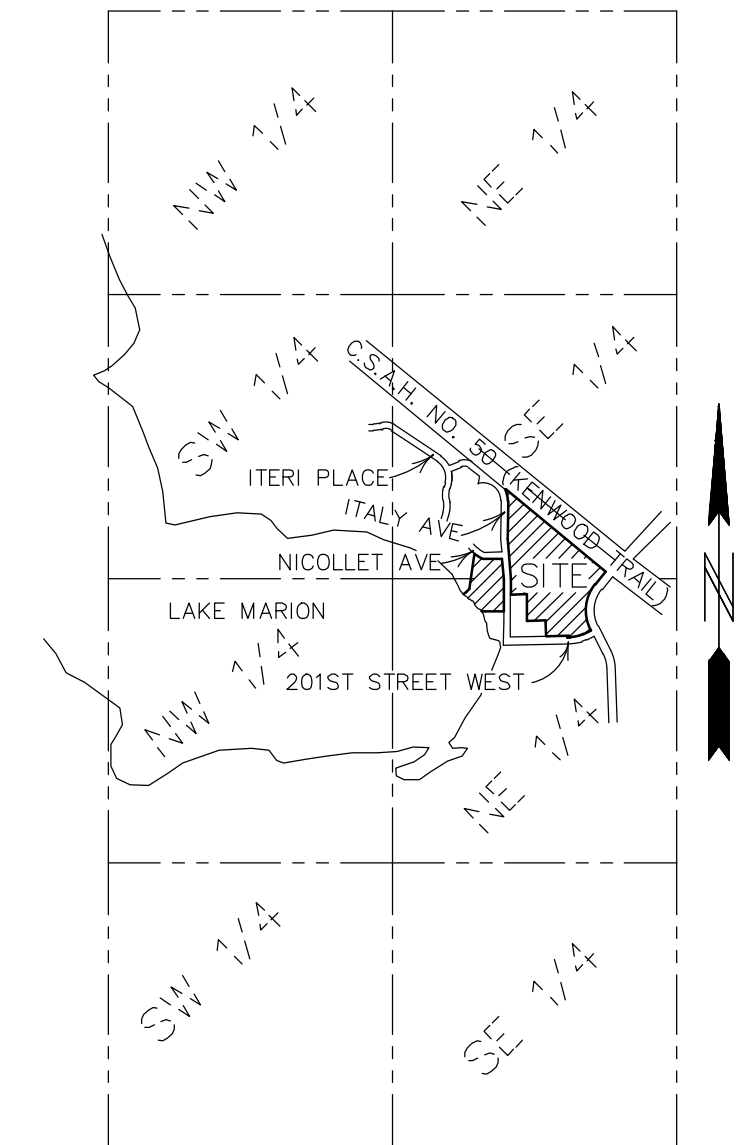 NW 1/4
NE 1/4
SW 1/4
C.S.A.H. NO. 50 (KENWOOD TRAIL)
SE 1/4
ITERI PLACE
ITALY AVE
NICOLLET AVE
SITE
N
LAKE MARION
NW 1/4
201ST STREET WEST
NE 1/4
SW 1/4
SE 1/4